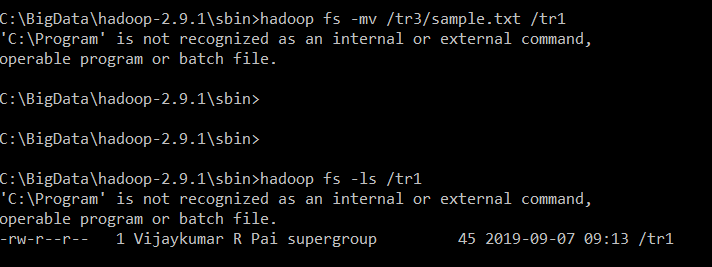 C:\BigData\hadoop-2.9.1\sbin>hadoop fs -mv /tr3/sample.txt /tr1
'C:\Program' is not recognized as an internal or external command,
operable program or batch file.
C:\BigData\hadoop-2.9.1\sbin>
C:\BigData\hadoop-2.9.1\sbin>
C:\BigData\hadoop-2.9.1\sbin>hadoop fs -ls /tr1
'C:\Program' is not recognized as an internal or external command,
operable program or batch file.
-rw-r--r--   1 Vijaykumar R Pai supergroup         45 2019-09-07 09:13 /tr1